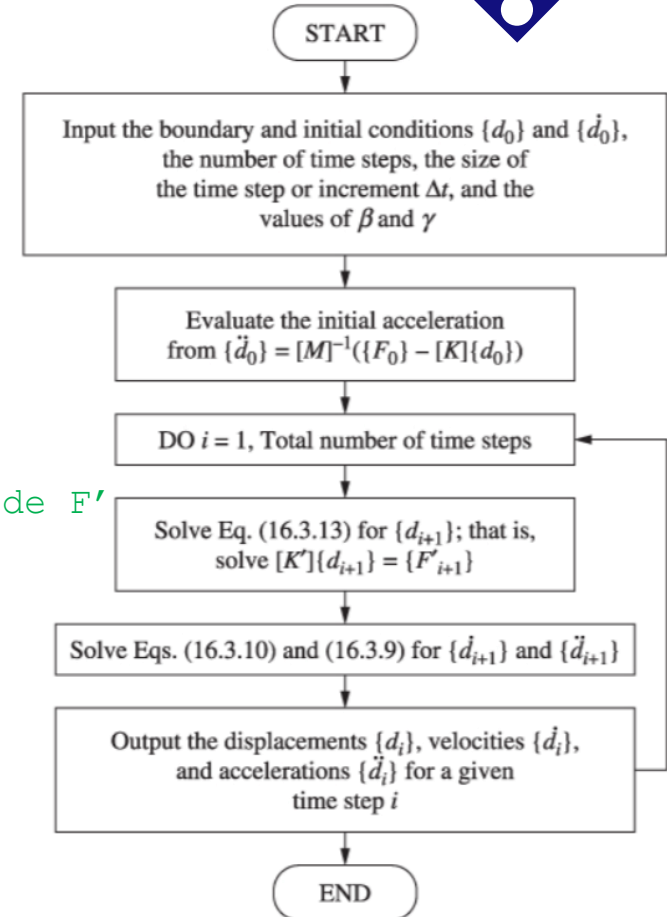 START
Input the boundary and initial conditions {d₀} and {ḋ₀},
the number of time steps, the size of
the time step or increment Δt, and the
values of β and γ
Evaluate the initial acceleration
from {d̈₀} = [M]⁻¹({F₀} – [K]{d₀})
DO i = 1, Total number of time steps
de F′
Solve Eq. (16.3.13) for {dᵢ₊₁}; that is,
solve [K′]{dᵢ₊₁} = {F′ᵢ₊₁}
Solve Eqs. (16.3.10) and (16.3.9) for {ḋᵢ₊₁} and {d̈ᵢ₊₁}
Output the displacements {dᵢ}, velocities {ḋᵢ},
and accelerations {d̈ᵢ} for a given
time step i
END